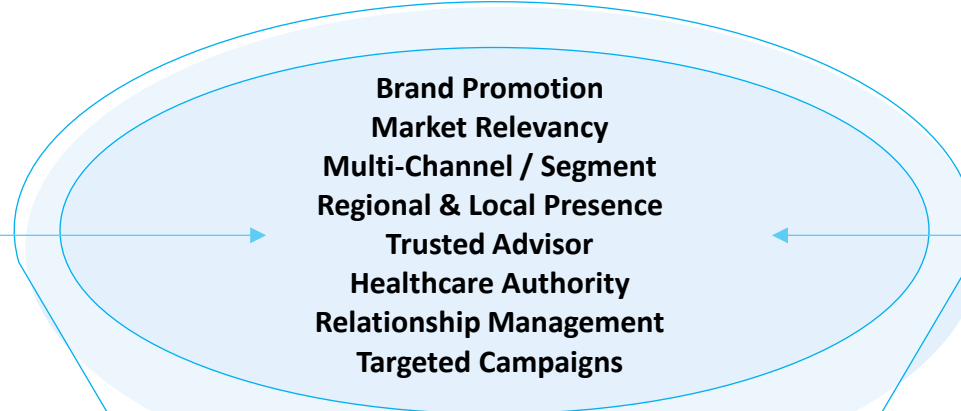 Brand Promotion
Market Relevancy
Multi-Channel / Segment
Regional & Local Presence
Trusted Advisor
Healthcare Authority
Relationship Management
Targeted Campaigns